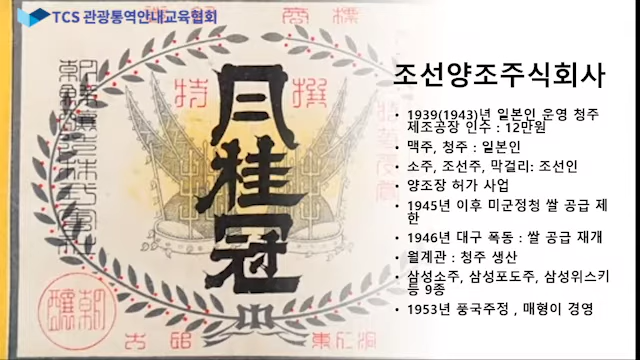 TCS 관광통역안내교육협회
商標
特撰
月桂冠
大邱 東仁洞
조선양조주식회사
• 1939(1943)년 일본인 운영 청주
제조공장 인수 : 12만원
• 맥주, 청주 : 일본인
• 소주, 조선주, 막걸리: 조선인
• 양조장 허가 사업
• 1945년 이후 미군정청 쌀 공급 제
한
• 1946년 대구 폭동 : 쌀 공급 재개
• 월계관 : 청주 생산
• 삼성소주, 삼성포도주, 삼성위스키
등 9종
• 1953년 풍국주정 , 매형이 경영